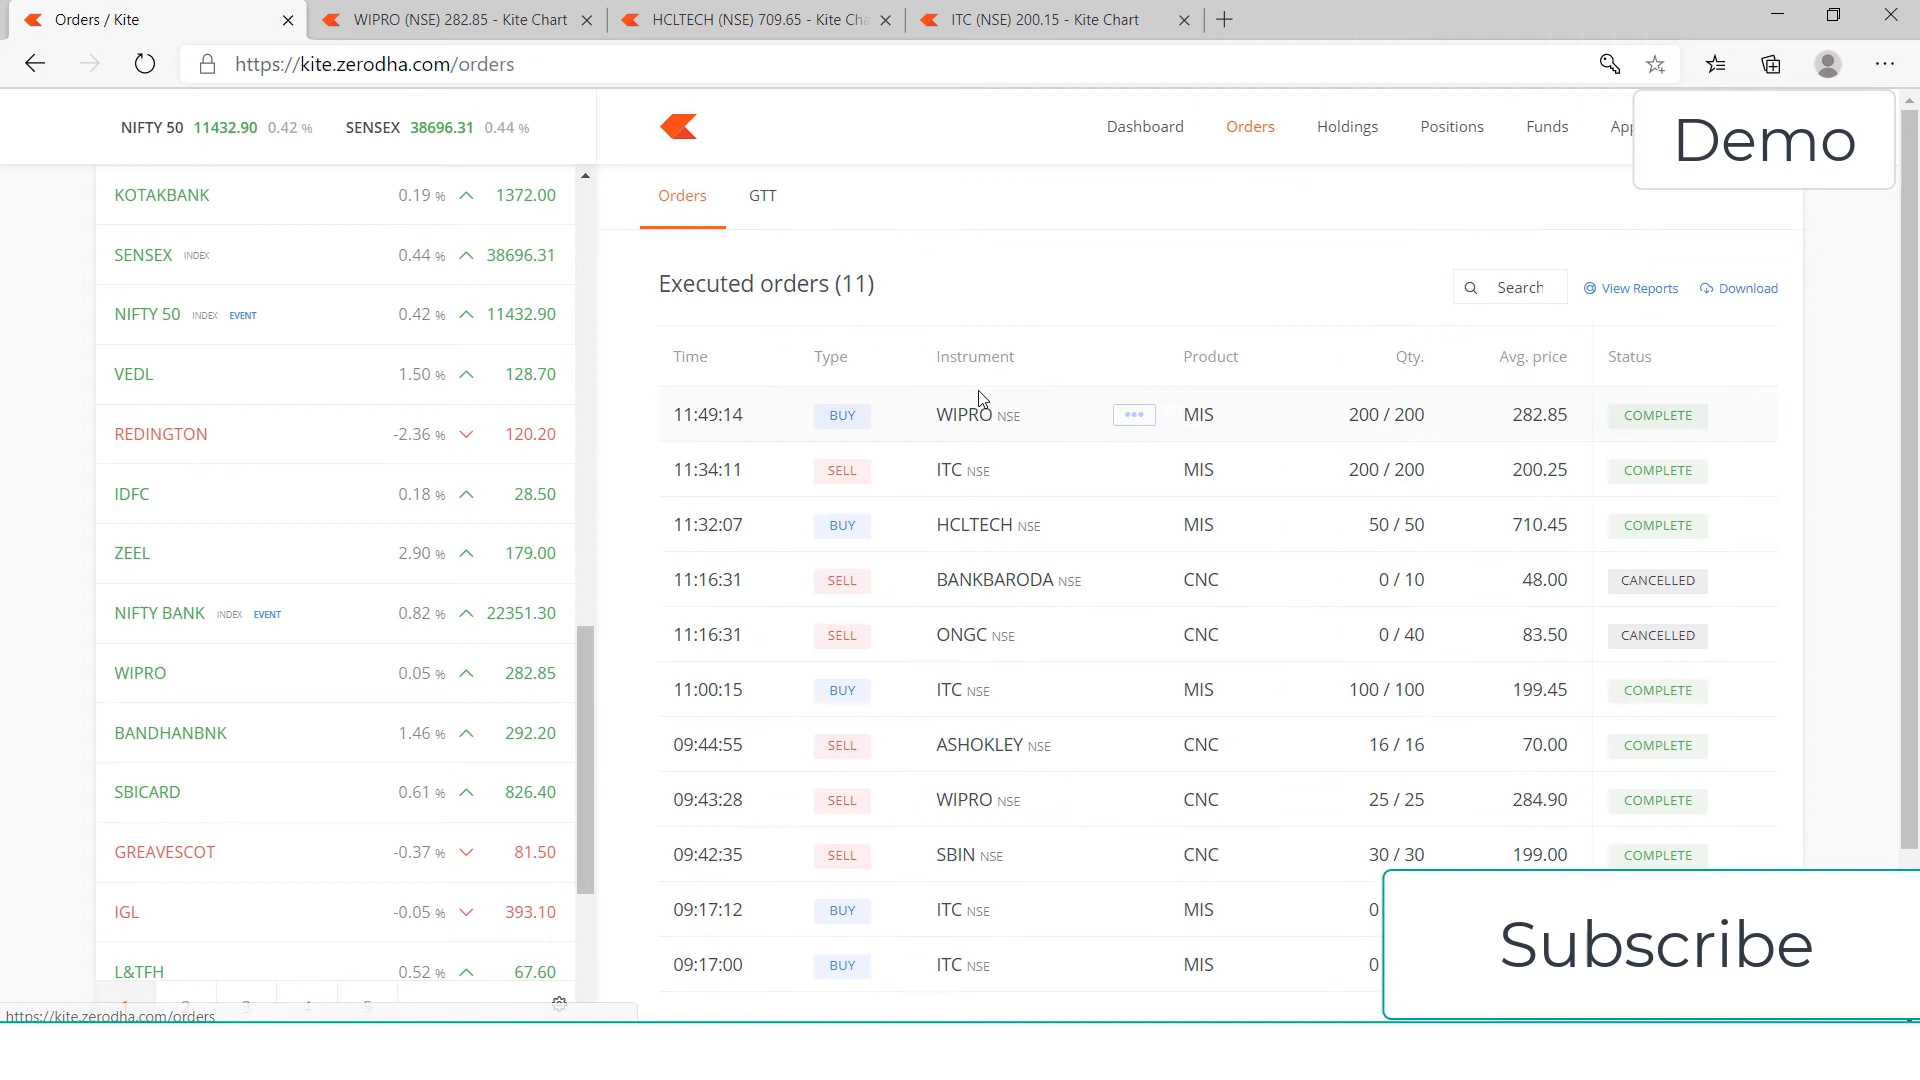 Orders / Kite
WIPRO (NSE) 282.85 - Kite Chart
HCLTECH (NSE) 709.65 - Kite Cha
ITC (NSE) 200.15 - Kite Chart
https://kite.zerodha.com/orders
NIFTY 50 11432.90 0.42 % SENSEX 38696.31 0.44 %
Dashboard Orders Holdings Positions Funds App
Demo
KOTAKBANK 0.19 % 1372.00
SENSEX INDEX 0.44 % 38696.31
NIFTY 50 INDEX EVENT 0.42 % 11432.90
VEDL 1.50 % 128.70
REDINGTON -2.36 % 120.20
IDFC 0.18 % 28.50
ZEEL 2.90 % 179.00
NIFTY BANK INDEX EVENT 0.82 % 22351.30
WIPRO 0.05 % 282.85
BANDHANBNK 1.46 % 292.20
SBICARD 0.61 % 826.40
GREAVESCOT -0.37 % 81.50
IGL -0.05 % 393.10
L&TFH 0.52 % 67.60
1 2 3 4 5
https://kite.zerodha.com/orders
Orders GTT
Executed orders (11)
Search View Reports Download
Time Type Instrument Product Qty. Avg. price Status
11:49:14 BUY WIPRO NSE ••• MIS 200 / 200 282.85 COMPLETE
11:34:11 SELL ITC NSE MIS 200 / 200 200.25 COMPLETE
11:32:07 BUY HCLTECH NSE MIS 50 / 50 710.45 COMPLETE
11:16:31 SELL BANKBARODA NSE CNC 0 / 10 48.00 CANCELLED
11:16:31 SELL ONGC NSE CNC 0 / 40 83.50 CANCELLED
11:00:15 BUY ITC NSE MIS 100 / 100 199.45 COMPLETE
09:44:55 SELL ASHOKLEY NSE CNC 16 / 16 70.00 COMPLETE
09:43:28 SELL WIPRO NSE CNC 25 / 25 284.90 COMPLETE
09:42:35 SELL SBIN NSE CNC 30 / 30 199.00 COMPLETE
09:17:12 BUY ITC NSE MIS 0
09:17:00 BUY ITC NSE MIS 0
Subscribe